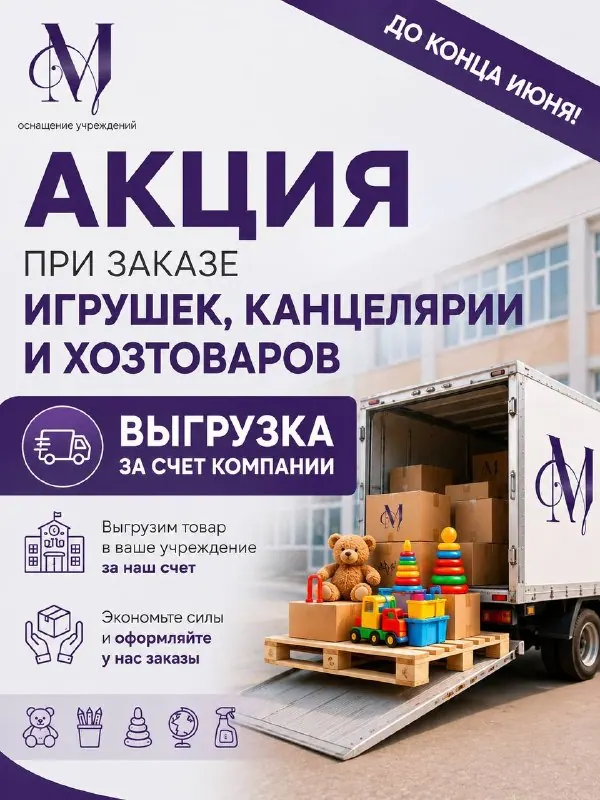 М
оснащение учреждений
ДО КОНЦА ИЮНЯ!
АКЦИЯ
ПРИ ЗАКАЗЕ
ИГРУШЕК, КАНЦЕЛЯРИИ
И ХОЗТОВАРОВ
ВЫГРУЗКА
ЗА СЧЕТ КОМПАНИИ
Выгрузим товар
в ваше учреждение
за наш счет
Экономьте силы
и оформляйте
у нас заказы
М
М
М